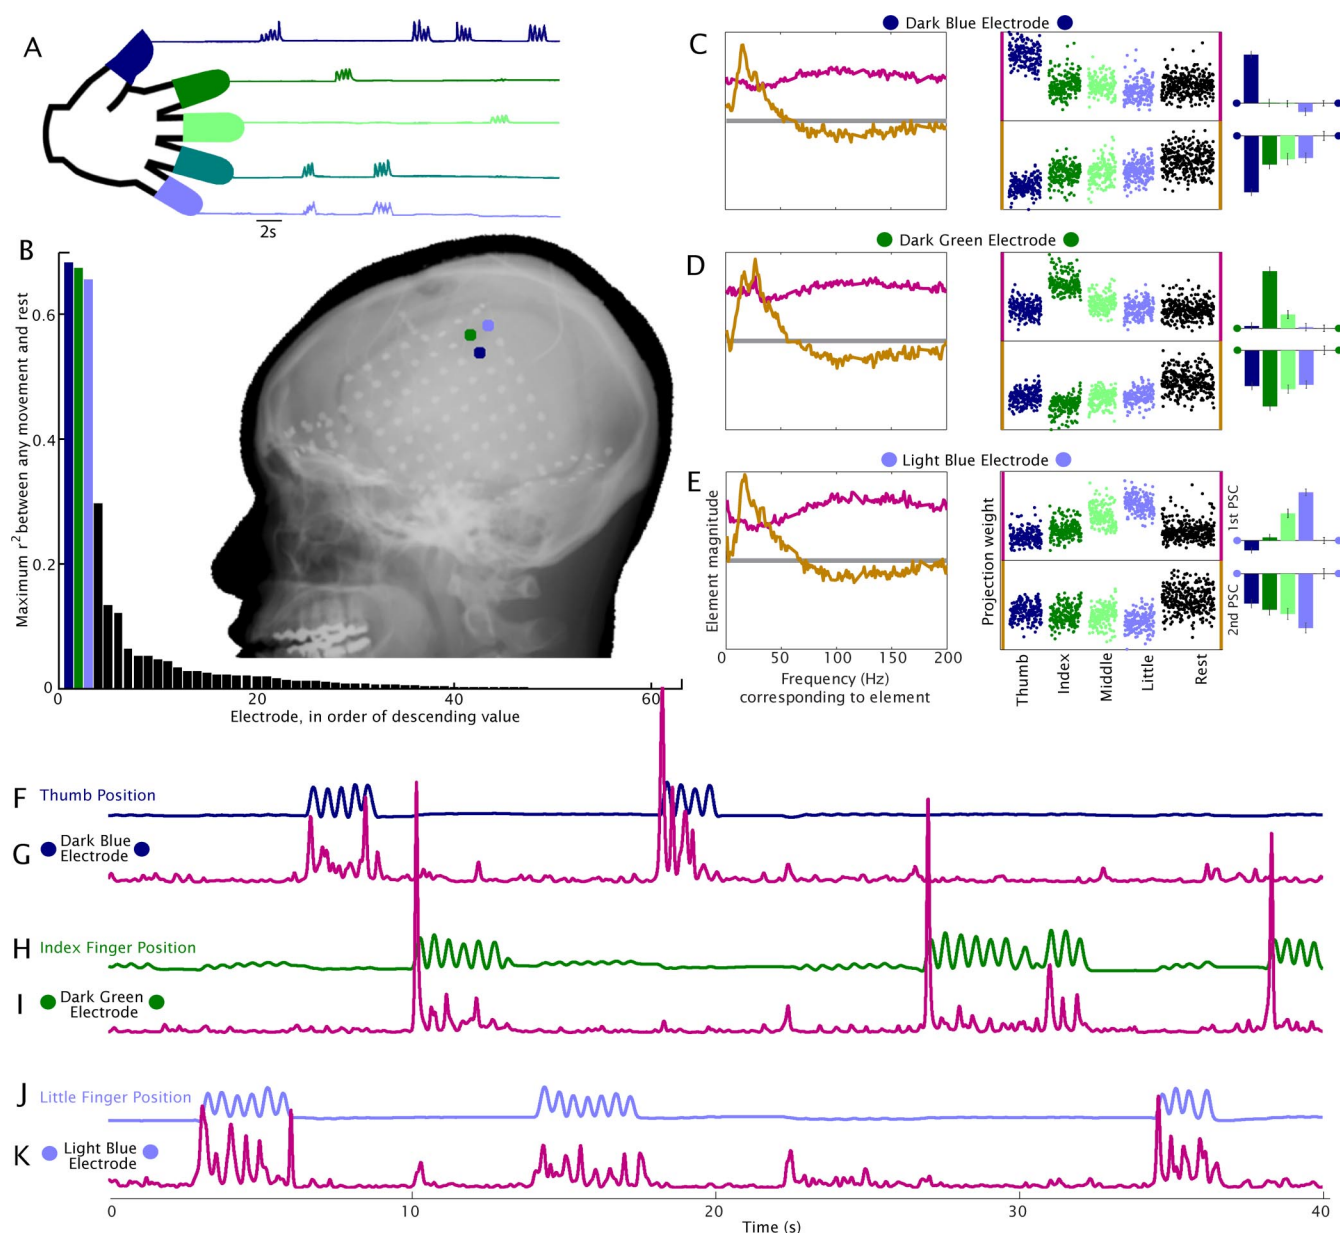 A
2s
B
Maximum r2 between any movement and rest
0.6
0.4
0.2
0
0 20 40 60
Electrode, in order of descending value
C
Dark Blue Electrode
D
Dark Green Electrode
E
Light Blue Electrode
Element magnitude
0 50 100 150 200
Frequency (Hz)
corresponding to element
Projection weight
Thumb
Index
Middle
Little
Rest
1st PSC
2nd PSC
F
Thumb Position
G
Dark Blue
Electrode
H
Index Finger Position
I
Dark Green
Electrode
J
Little Finger Position
K
Light Blue
Electrode
0 10 20 30 40
Time (s)